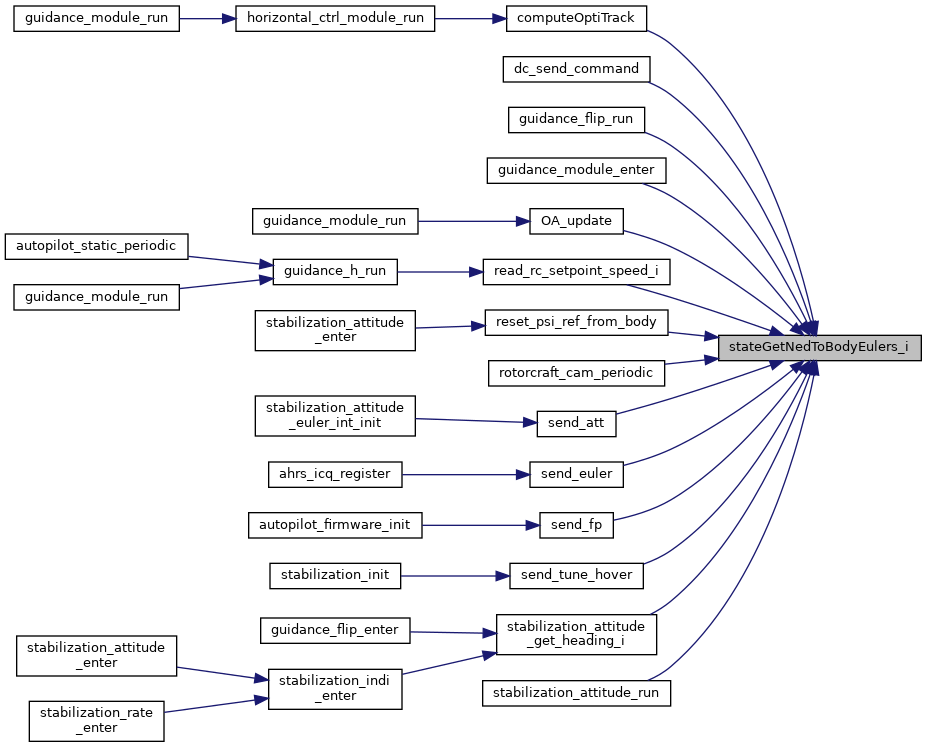 guidance_module_run
horizontal_ctrl_module_run
computeOptiTrack
dc_send_command
guidance_flip_run
guidance_module_enter
guidance_module_run
OA_update
autopilot_static_periodic
guidance_module_run
guidance_h_run
read_rc_setpoint_speed_i
stabilization_attitude
_enter
reset_psi_ref_from_body
stateGetNedToBodyEulers_i
rotorcraft_cam_periodic
stabilization_attitude
_euler_int_init
send_att
ahrs_icq_register
send_euler
autopilot_firmware_init
send_fp
stabilization_init
send_tune_hover
guidance_flip_enter
stabilization_attitude
_get_heading_i
stabilization_attitude
_enter
stabilization_rate
_enter
stabilization_indi
_enter
stabilization_attitude_run